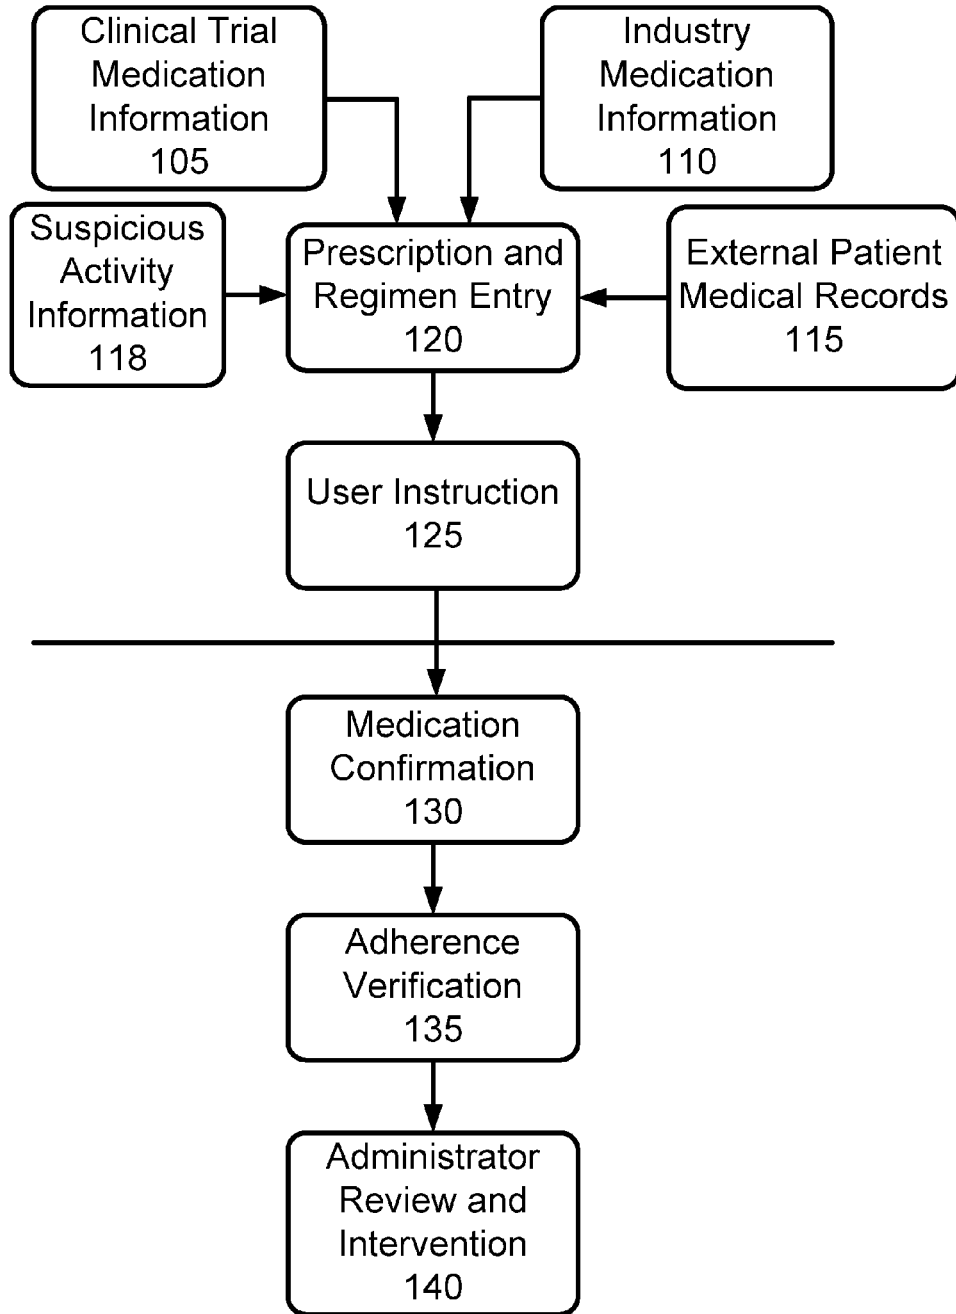 Clinical Trial
Medication
Information
105
Industry
Medication
Information
110
Suspicious
Activity
Information
118
Prescription and
Regimen Entry
120
External Patient
Medical Records
115
User Instruction
125
Medication
Confirmation
130
Adherence
Verification
135
Administrator
Review and
Intervention
140